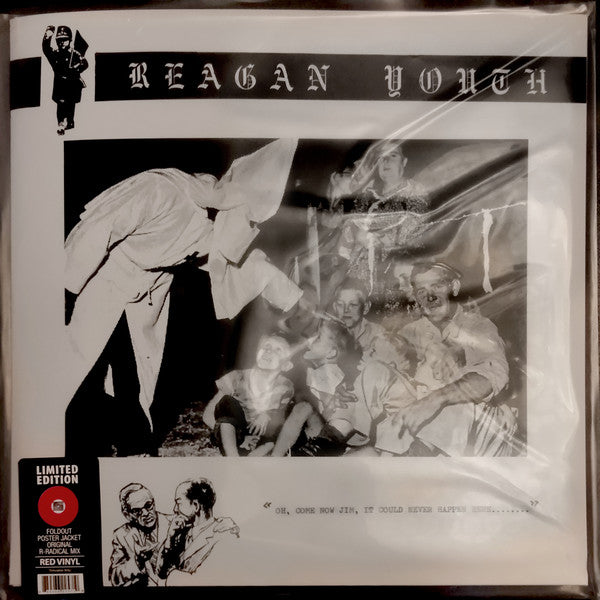 REAGAN YOUTH
LIMITED
EDITION
FOLDOUT
POSTER JACKET
ORIGINAL
R-RADICAL MIX
RED VINYL
“ OH, COME NOW JIM, IT COULD NEVER HAPPEN HERE........ ”